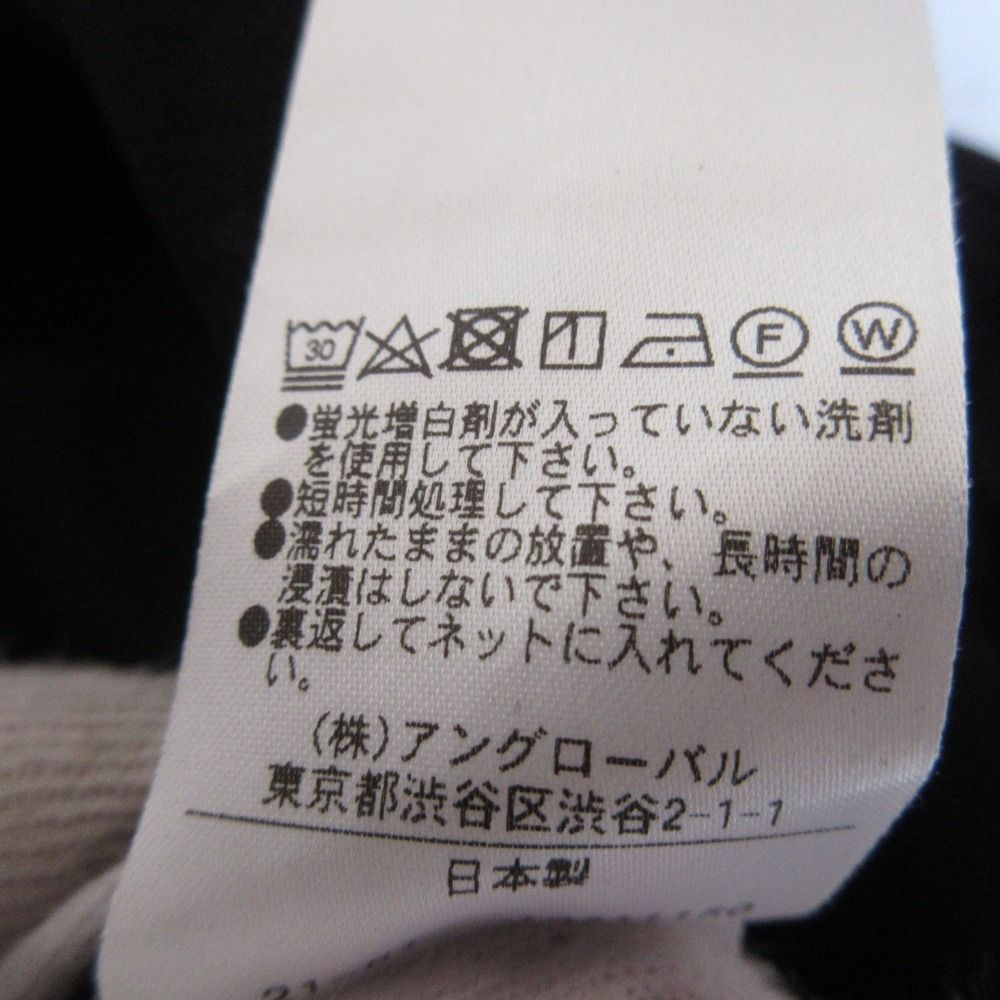 30 F W
●蛍光増白剤が入っていない洗剤
を使用して下さい。
●短時間処理して下さい。
●濡れたままの放置や、長時間の
浸漬はしないで下さい。
●裏返してネットに入れてくださ
い。
(株)アングローバル
東京都渋谷区渋谷2-1-1
日本製